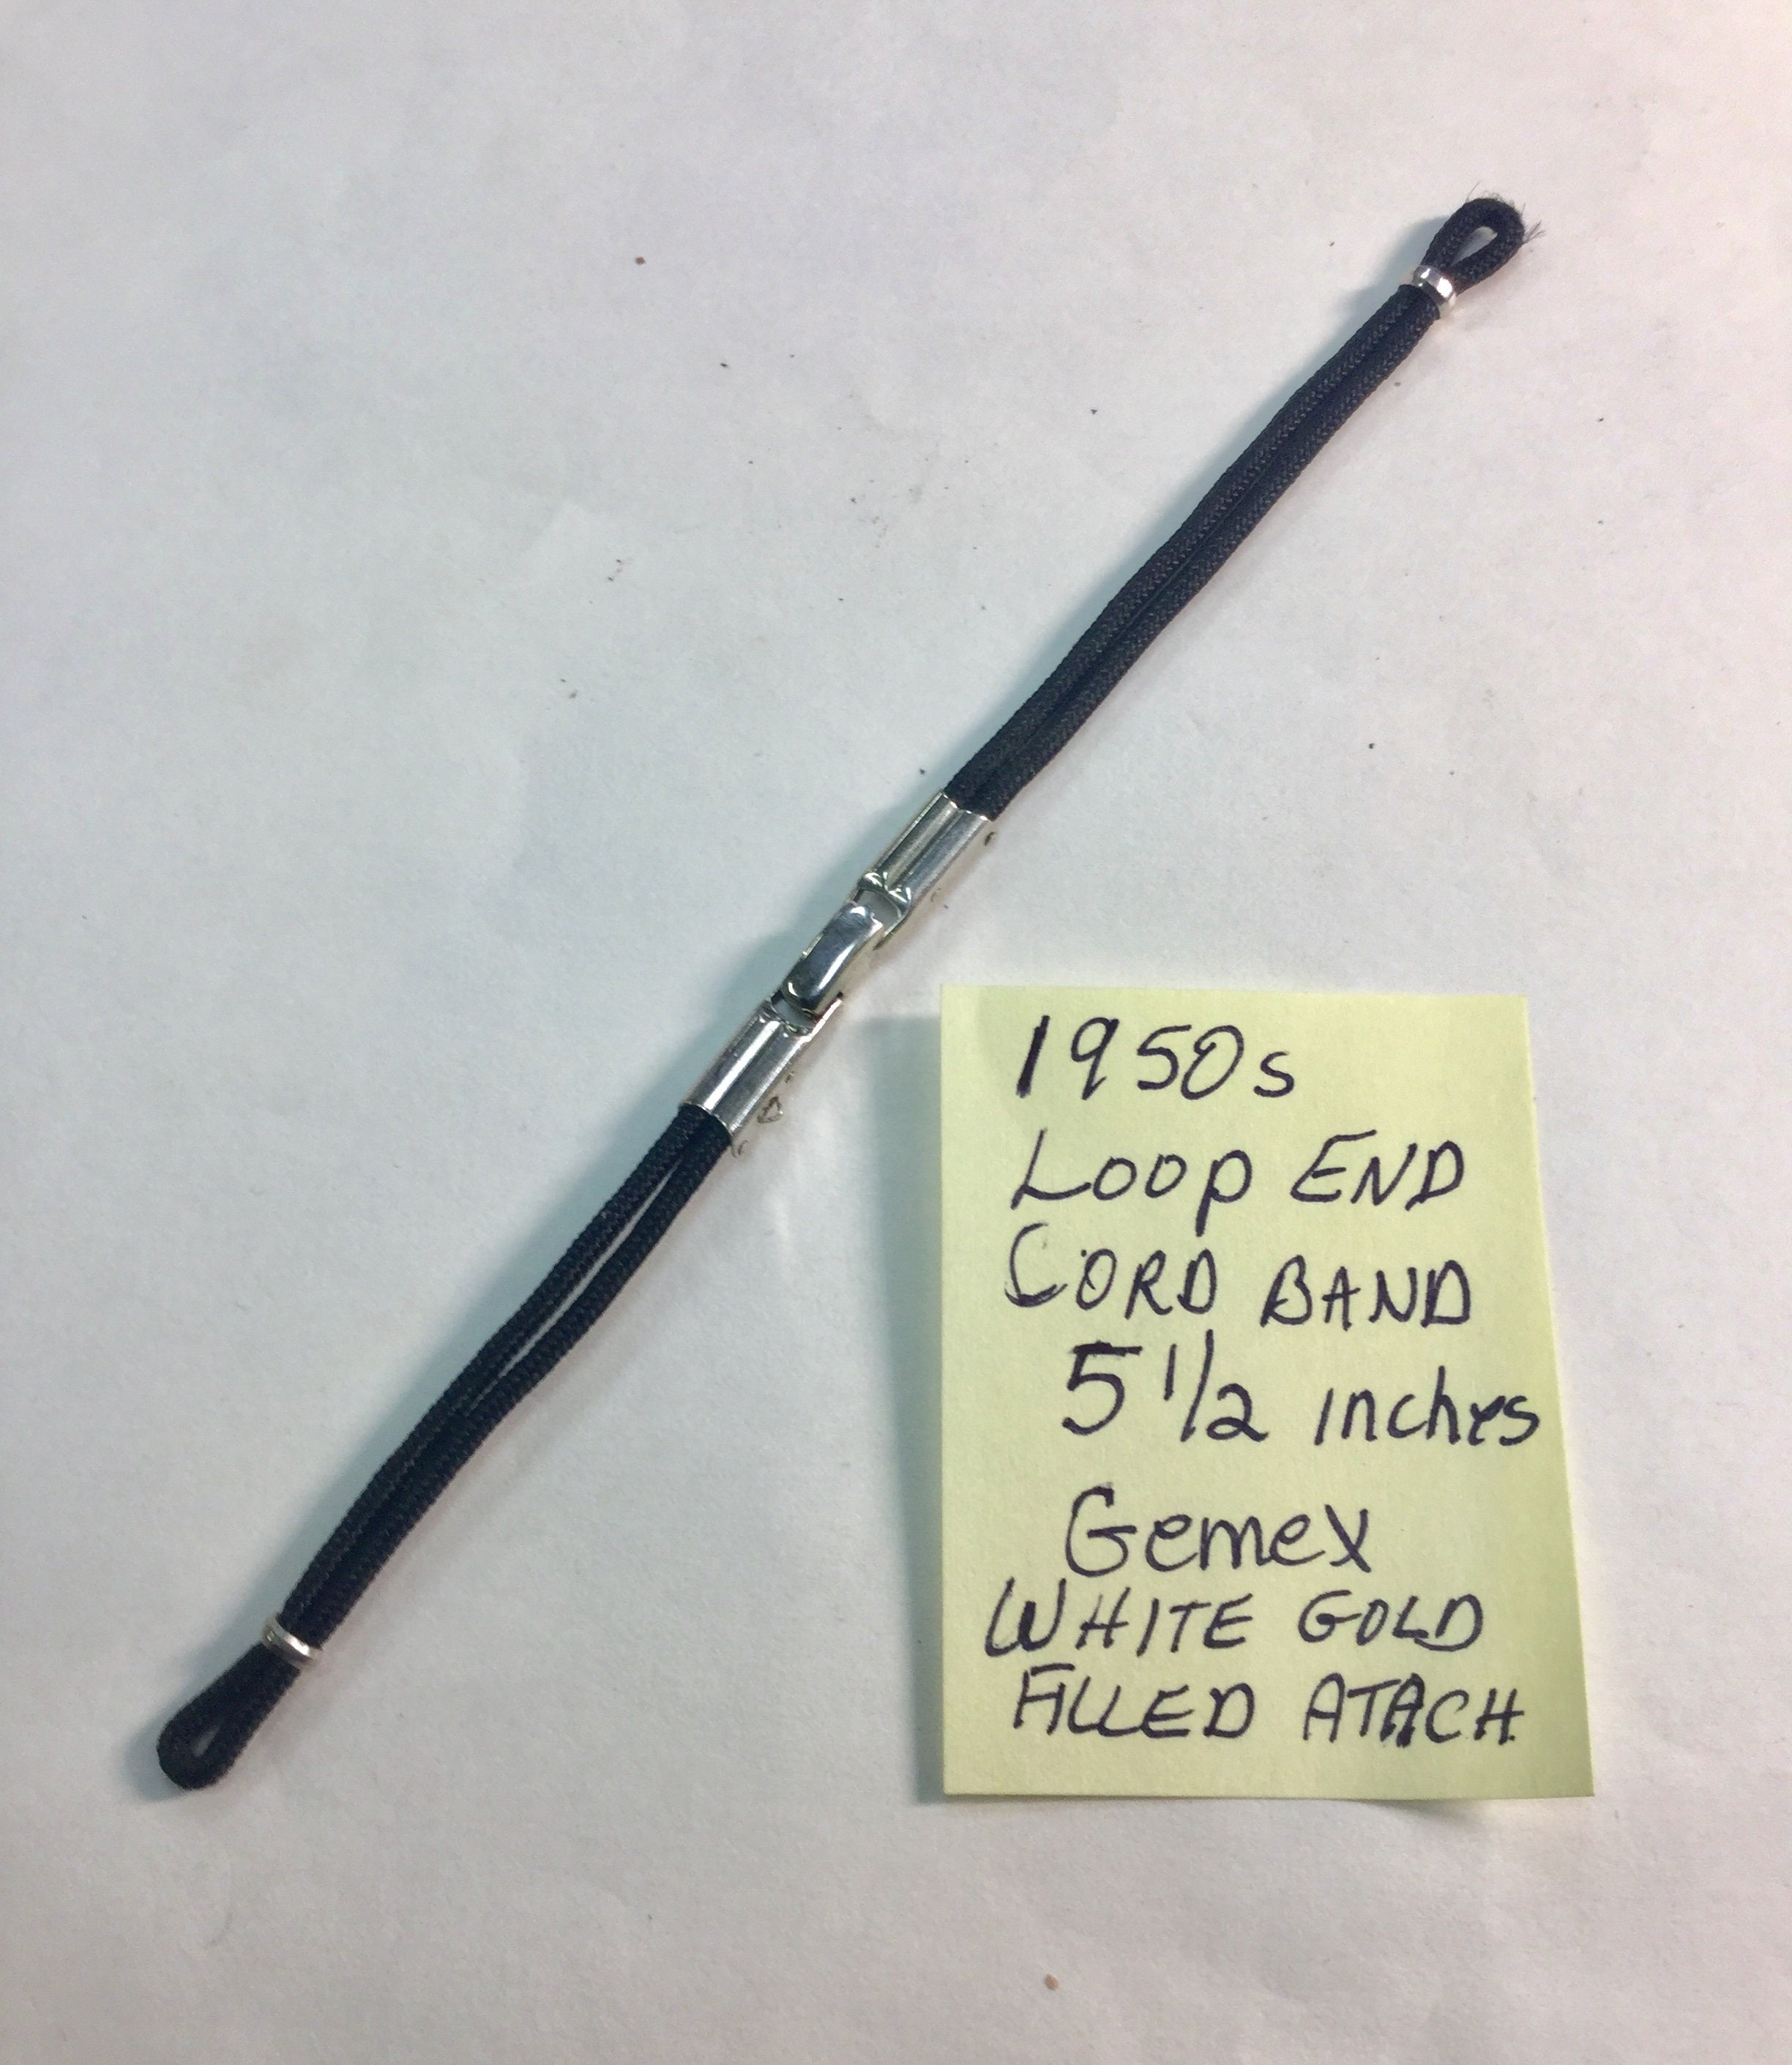 1950s
Loop END
CORD BAND
5 1/2 inches
Gemex
WHITE GOLD
FILLED ATACH